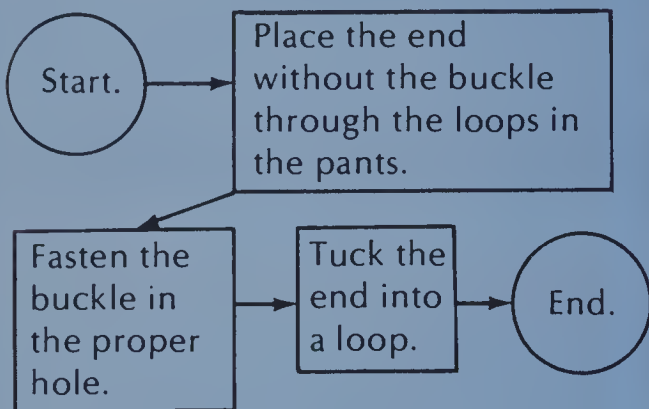 Start.
Place the end
without the buckle
through the loops in
the pants.
Fasten the
buckle in
the proper
hole.
Tuck the
end into
a loop.
End.